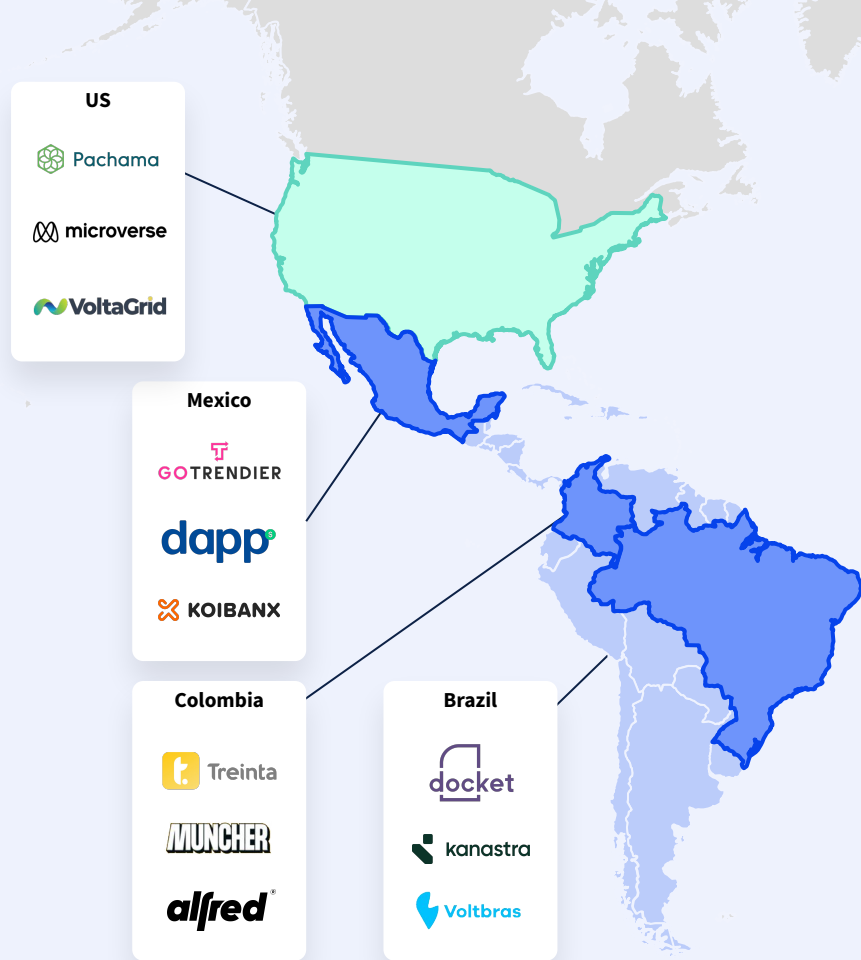 US
Pachama
microverse
VoltaGrid
Mexico
GOTRENDIER
dapp
KOIBANX
Colombia
Treinta
MUNCHER
alfred
Brazil
docket
kanastra
Voltbras